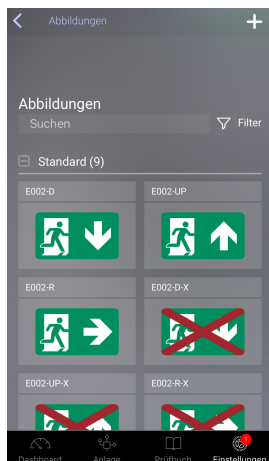 Abbildungen
Abbildungen
Suchen
Filter
Standard (9)
E002-D
E002-UP
E002-R
E002-D-X
E002-UP-X
E002-R-X
1
Dashboard
Anlage
Prüfbuch
Einstellungen